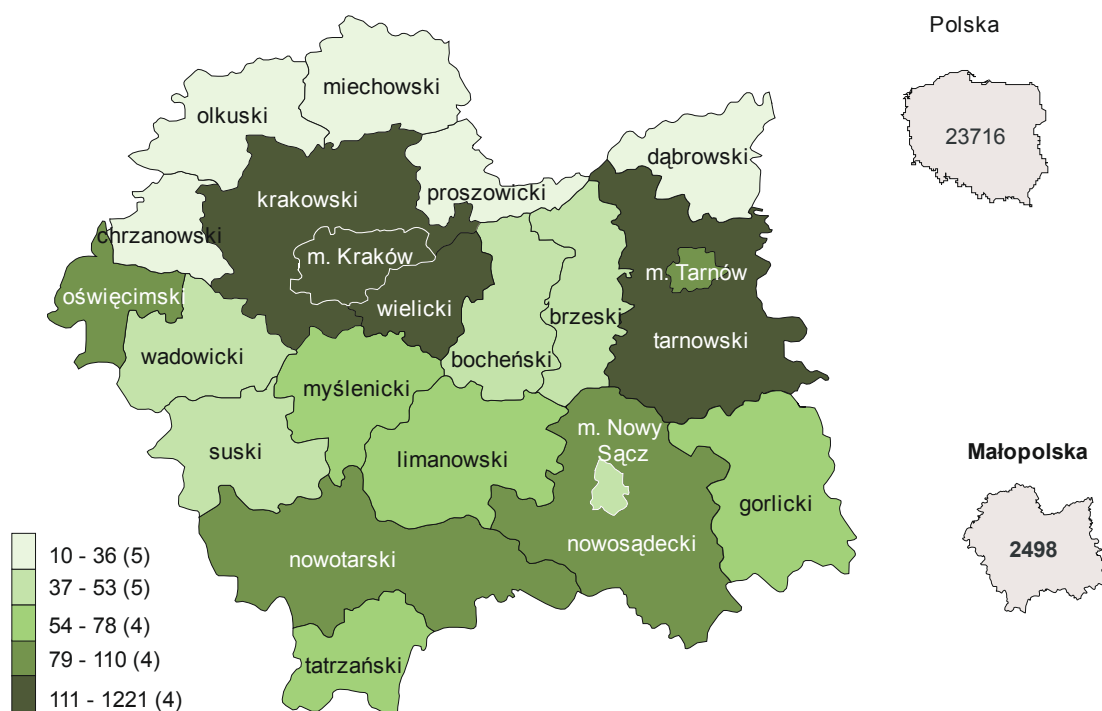 Polska
23716
miechowski
olkuski
dąbrowski
krakowski
proszowicki
chrzanowski
m. Kraków
m. Tarnów
oświęcimski
wielicki
brzeski
tarnowski
wadowicki
bocheński
myślenicki
m. Nowy
Sącz
suski
limanowski
Małopolska
gorlicki
2498
nowotarski
nowosądecki
tatrzański
10 - 36 (5)
37 - 53 (5)
54 - 78 (4)
79 - 110 (4)
111 - 1221 (4)